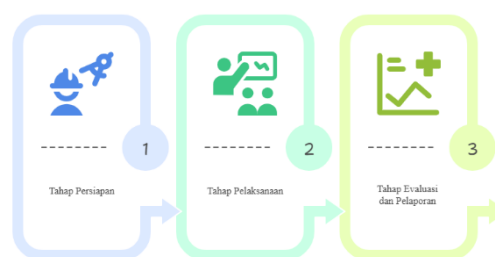 1
Tahap Persiapan
2
Tahap Pelaksanaan
3
Tahap Evaluasi
dan Pelaporan